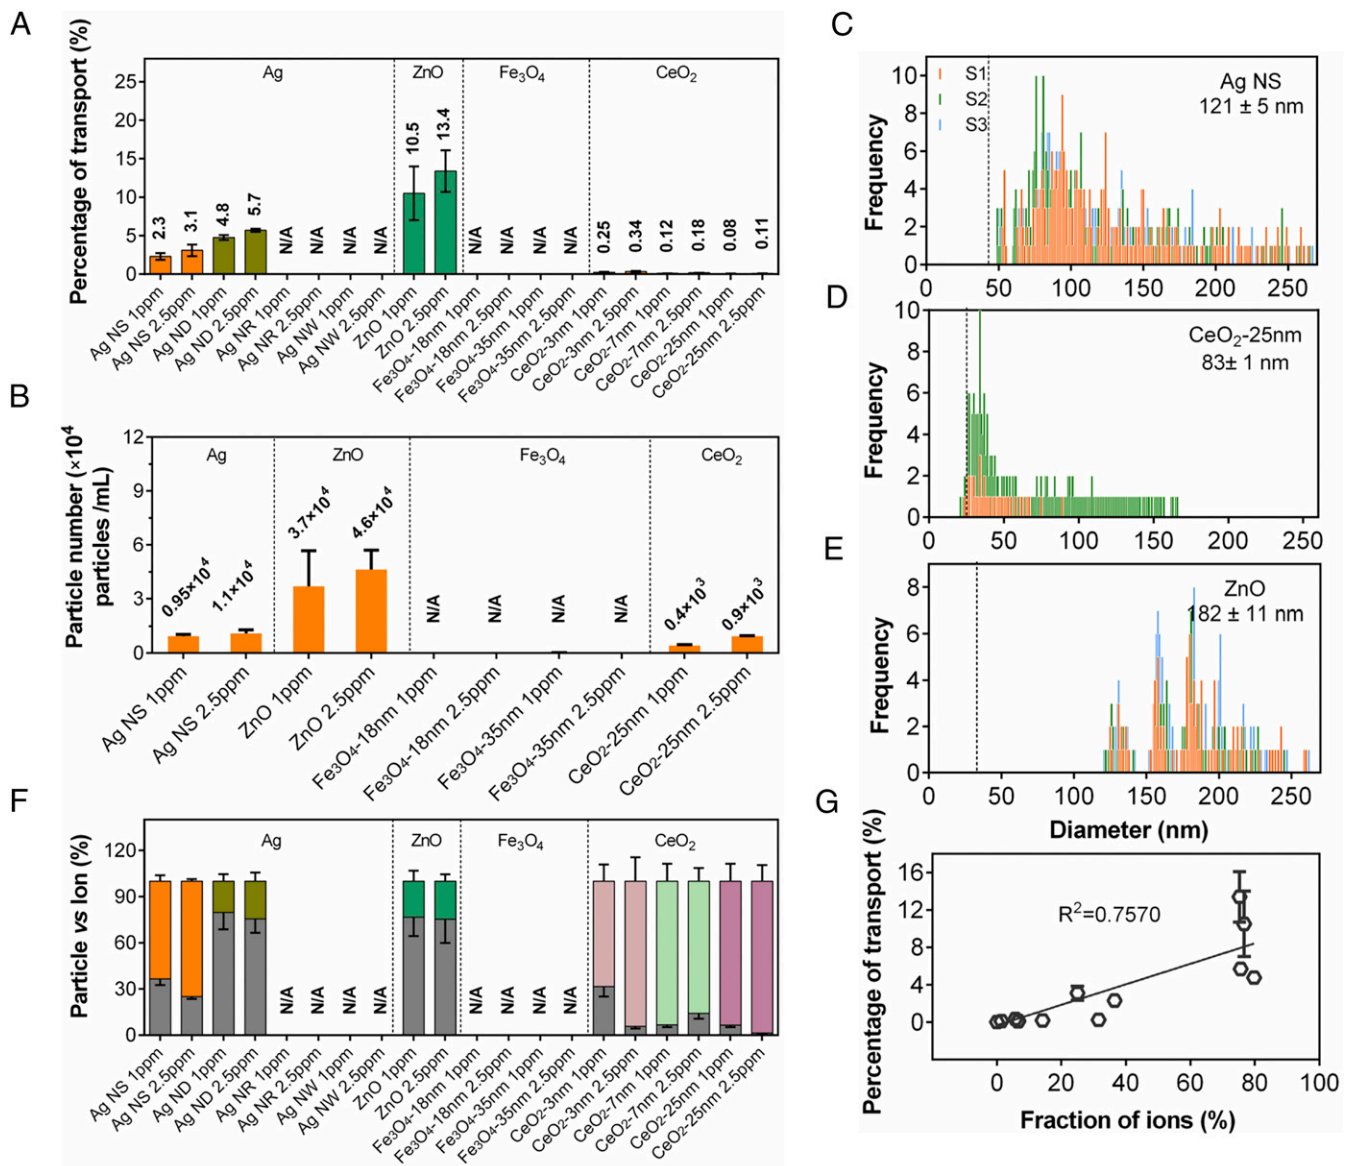 A
Percentage of transport (%)
25
20
15
10
5
0
Ag
ZnO
Fe3O4
CeO2
2.3
3.1
4.8
5.7
N/A
N/A
N/A
N/A
10.5
13.4
N/A
N/A
N/A
N/A
0.25
0.34
0.12
0.18
0.08
0.11
Ag NS 1ppm
Ag NS 2.5ppm
Ag ND 1ppm
Ag ND 2.5ppm
Ag NR 1ppm
Ag NR 2.5ppm
Ag NW 1ppm
Ag NW 2.5ppm
ZnO 1ppm
ZnO 2.5ppm
Fe3O4-18nm 1ppm
Fe3O4-18nm 2.5ppm
Fe3O4-35nm 1ppm
Fe3O4-35nm 2.5ppm
CeO2-3nm 1ppm
CeO2-3nm 2.5ppm
CeO2-7nm 1ppm
CeO2-7nm 2.5ppm
CeO2-25nm 1ppm
CeO2-25nm 2.5ppm
B
Particle number (×10^4
particles /mL)
12
9
6
3
0
Ag
ZnO
Fe3O4
CeO2
0.95×10^4
1.1×10^4
3.7×10^4
4.6×10^4
N/A
N/A
N/A
N/A
0.4×10^3
0.9×10^3
Ag NS 1ppm
Ag NS 2.5ppm
ZnO 1ppm
ZnO 2.5ppm
Fe3O4-18nm 1ppm
Fe3O4-18nm 2.5ppm
Fe3O4-35nm 1ppm
Fe3O4-35nm 2.5ppm
CeO2-25nm 1ppm
CeO2-25nm 2.5ppm
C
Frequency
10
8
6
4
2
0
S1
S2
S3
Ag NS
121 ± 5 nm
0 50 100 150 200 250
D
Frequency
10
8
6
4
2
0
CeO2-25nm
83± 1 nm
0 50 100 150 200 250
E
Frequency
8
6
4
2
0
ZnO
182 ± 11 nm
0 50 100 150 200 250
Diameter (nm)
F
Particle vs Ion (%)
120
90
60
30
0
Ag
ZnO
Fe3O4
CeO2
N/A
N/A
N/A
N/A
N/A
N/A
N/A
N/A
Ag NS 1ppm
Ag NS 2.5ppm
Ag ND 1ppm
Ag ND 2.5ppm
Ag NR 1ppm
Ag NR 2.5ppm
Ag NW 1ppm
Ag NW 2.5ppm
ZnO 1ppm
ZnO 2.5ppm
Fe3O4-18nm 1ppm
Fe3O4-18nm 2.5ppm
Fe3O4-35nm 1ppm
Fe3O4-35nm 2.5ppm
CeO2-3nm 1ppm
CeO2-3nm 2.5ppm
CeO2-7nm 1ppm
CeO2-7nm 2.5ppm
CeO2-25nm 1ppm
CeO2-25nm 2.5ppm
G
Percentage of transport (%)
16
12
8
4
0
R^2=0.7570
0 20 40 60 80 100
Fraction of ions (%)